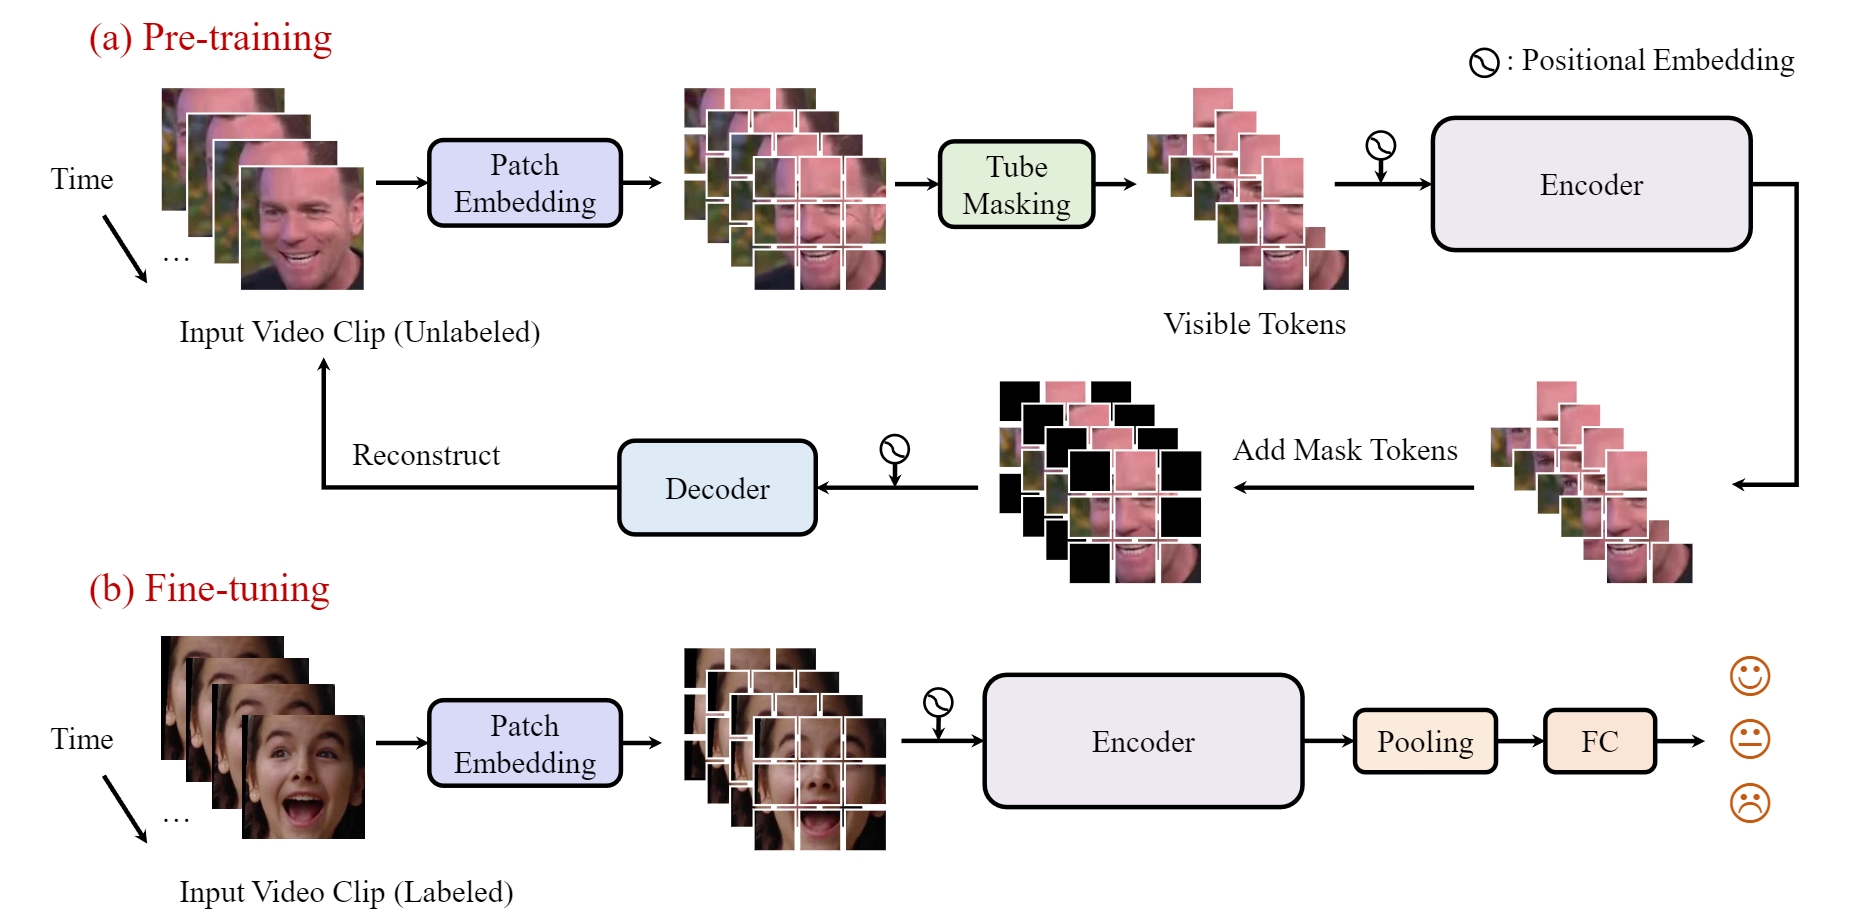 (a) Pre-training
: Positional Embedding
Time
Patch
Embedding
Tube
Masking
Encoder
...
Input Video Clip (Unlabeled)
Visible Tokens
Reconstruct
Decoder
Add Mask Tokens
(b) Fine-tuning
Time
Patch
Embedding
Encoder
Pooling
FC
...
Input Video Clip (Labeled)